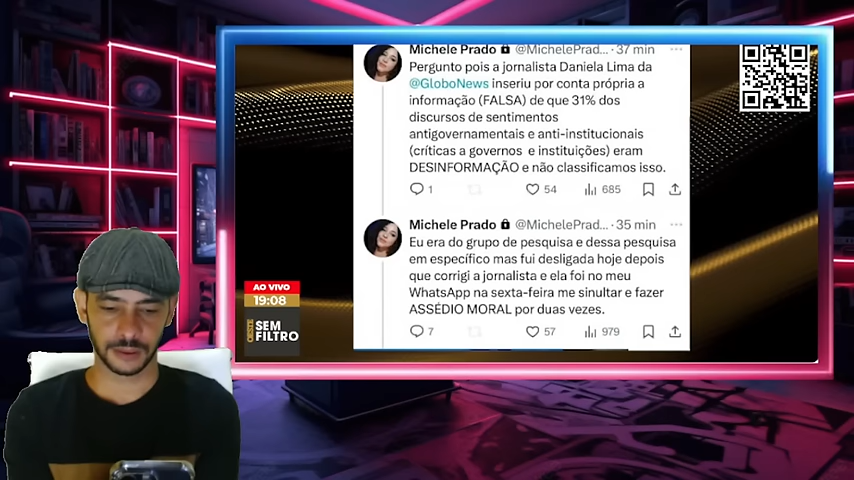 Michele Prado @MichelePrad... · 37 min
Pergunto pois a jornalista Daniela Lima da
@GloboNews inseriu por conta própria a
informação (FALSA) de que 31% dos
discursos de sentimentos
antigovernamentais e anti-institucionais
(críticas a governos e instituições) eram
DESINFORMAÇÃO e não classificamos isso.
1 54 685
Michele Prado @MichelePrad... · 35 min
Eu era do grupo de pesquisa e dessa pesquisa
em específico mas fui desligada hoje depois
que corrigi a jornalista e ela foi no meu
WhatsApp na sexta-feira me sinultar e fazer
ASSÉDIO MORAL por duas vezes.
7 57 979
AO VIVO
19:08
OESTE
SEM
FILTRO